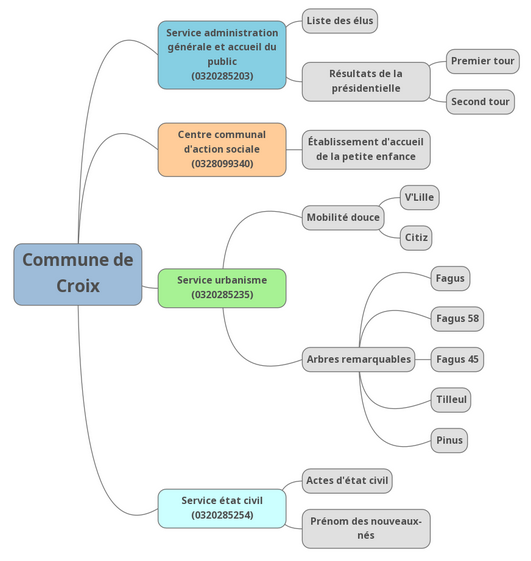 Commune de
Croix
Service administration
générale et accueil du
public
(0320285203)
Liste des élus
Résultats de la
présidentielle
Premier tour
Second tour
Centre communal
d'action sociale
(0328099340)
Établissement d'accueil
de la petite enfance
Service urbanisme
(0320285235)
Mobilité douce
V'Lille
Citiz
Arbres remarquables
Fagus
Fagus 58
Fagus 45
Tilleul
Pinus
Service état civil
(0320285254)
Actes d'état civil
Prénom des nouveaux-
nés